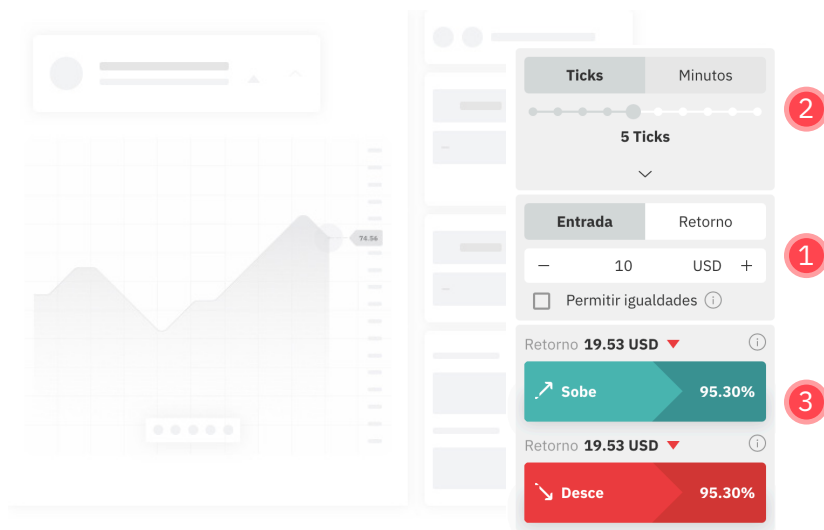 Ticks Minutos
2
5 Ticks
Entrada Retorno
74.56
1
− 10 USD +
Permitir igualdades i
Retorno 19.53 USD i
Sobe 95.30%
3
Retorno 19.53 USD i
Desce 95.30%